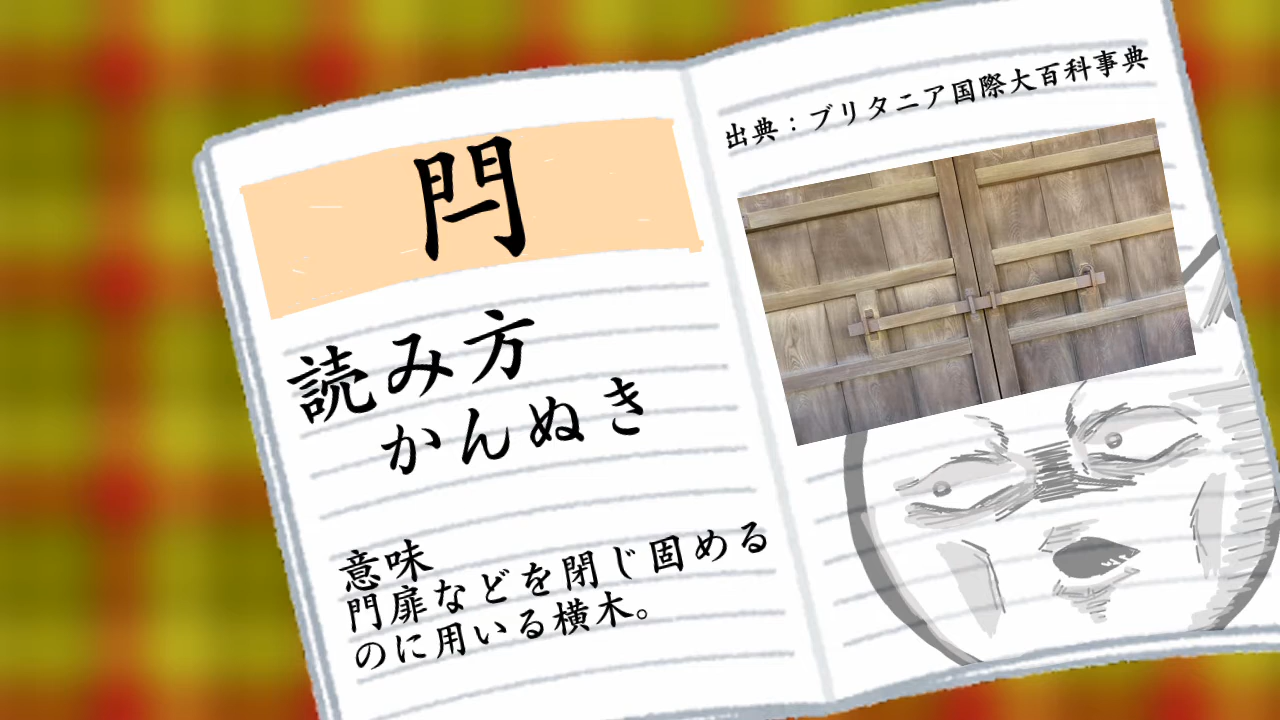 閂
読み方
かんぬき
意味
門扉などを閉じ固める
のに用いる横木。
出典：ブリタニア国際大百科事典